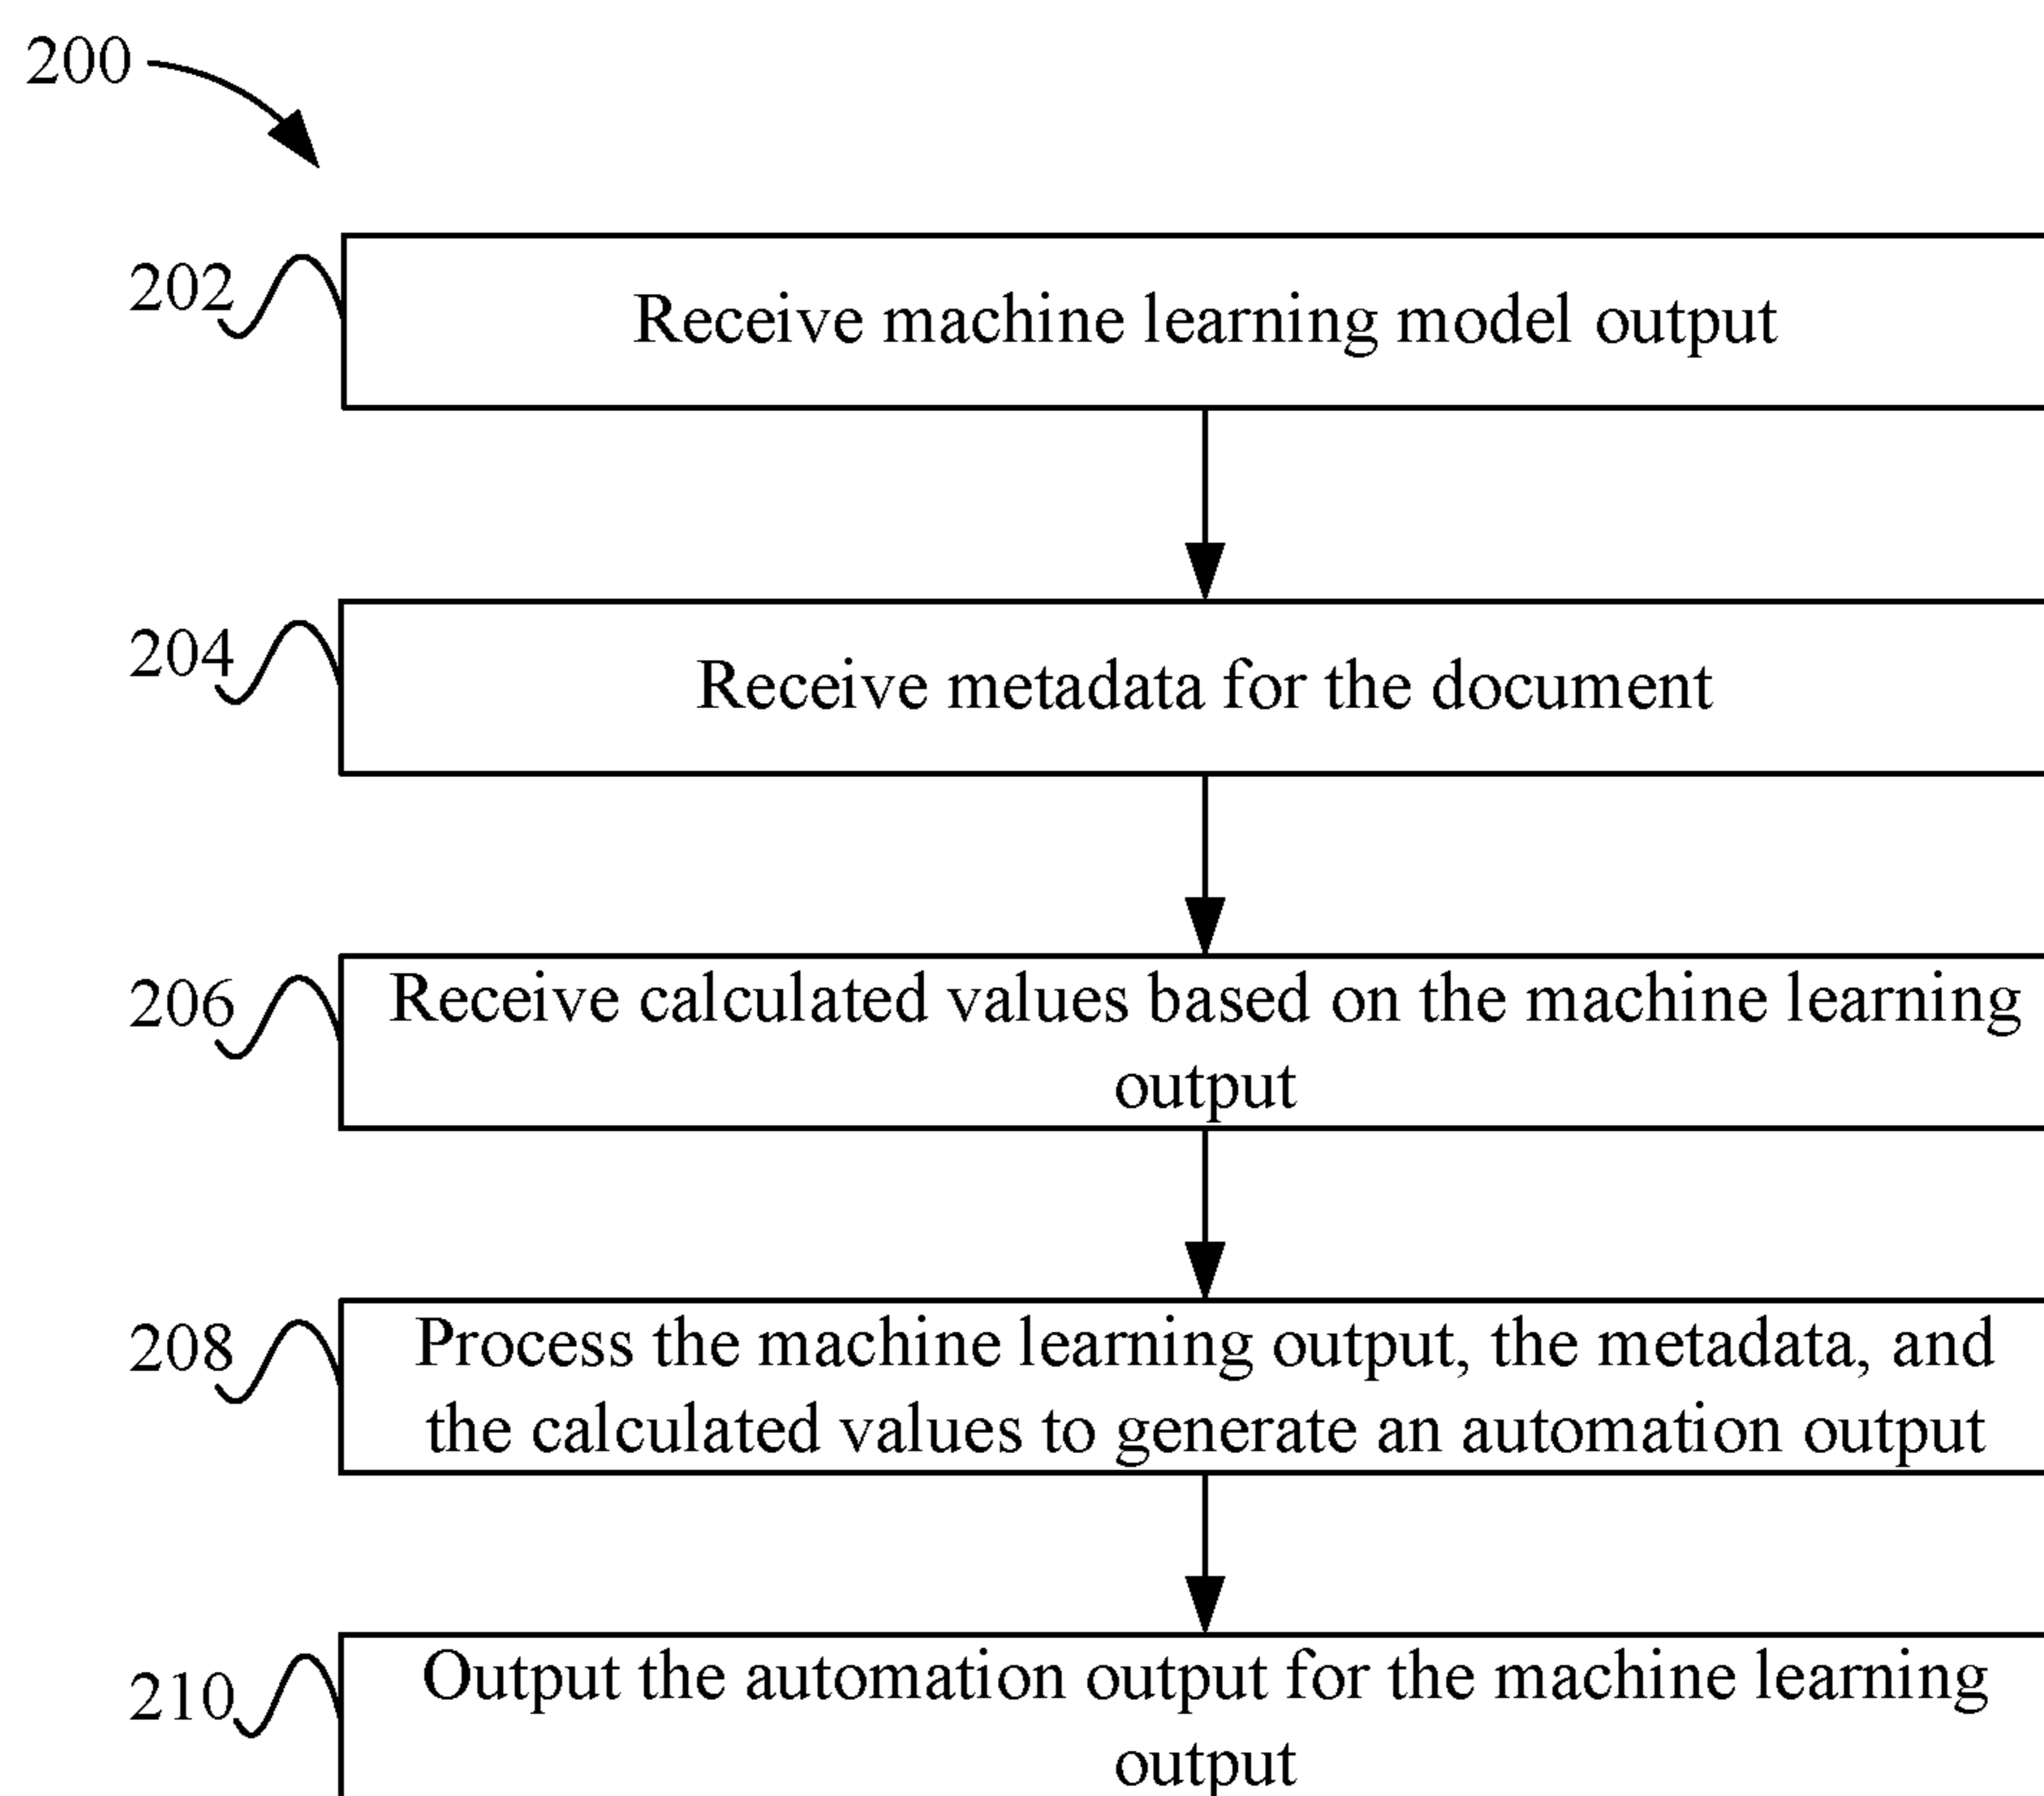 200
202
Receive machine learning model output
204
Receive metadata for the document
206
Receive calculated values based on the machine learning
output
208
Process the machine learning output, the metadata, and
the calculated values to generate an automation output
210
Output the automation output for the machine learning
output